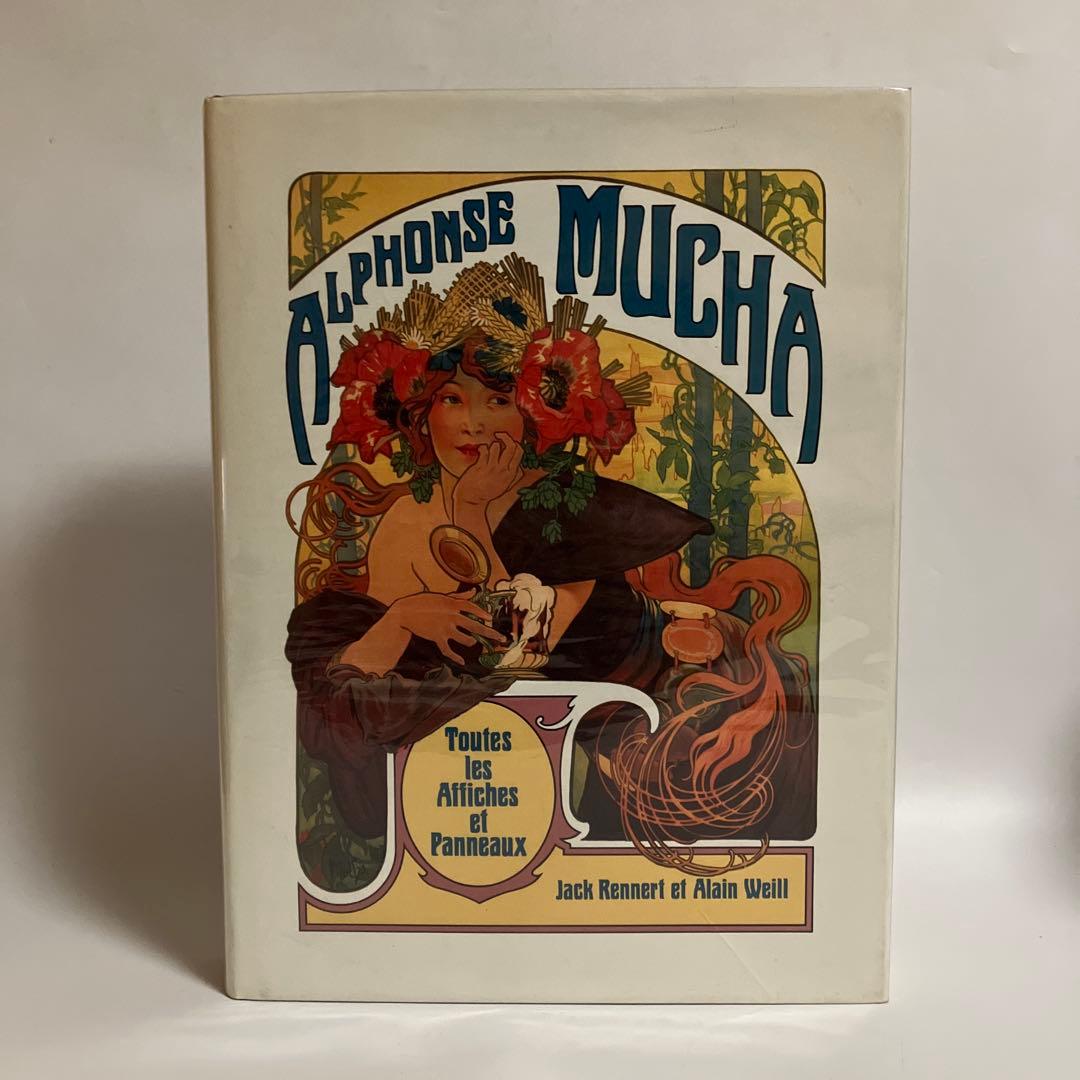 ALPHONSE MUCHA
Toutes
les
Affiches
et
Panneaux
Jack Rennert et Alain Weill